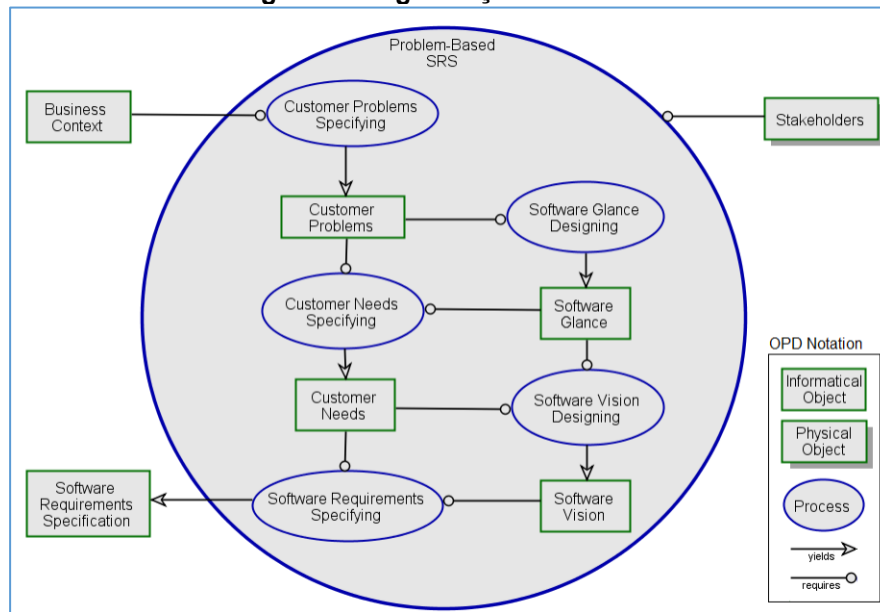 Problem-Based
SRS
Business
Context
Customer Problems
Specifying
Stakeholders
Customer
Problems
Software Glance
Designing
Customer Needs
Specifying
Software
Glance
OPD Notation
Informatical
Object
Customer
Needs
Software Vision
Designing
Physical
Object
Software
Requirements
Specification
Software Requirements
Specifying
Software
Vision
Process
yields
requires